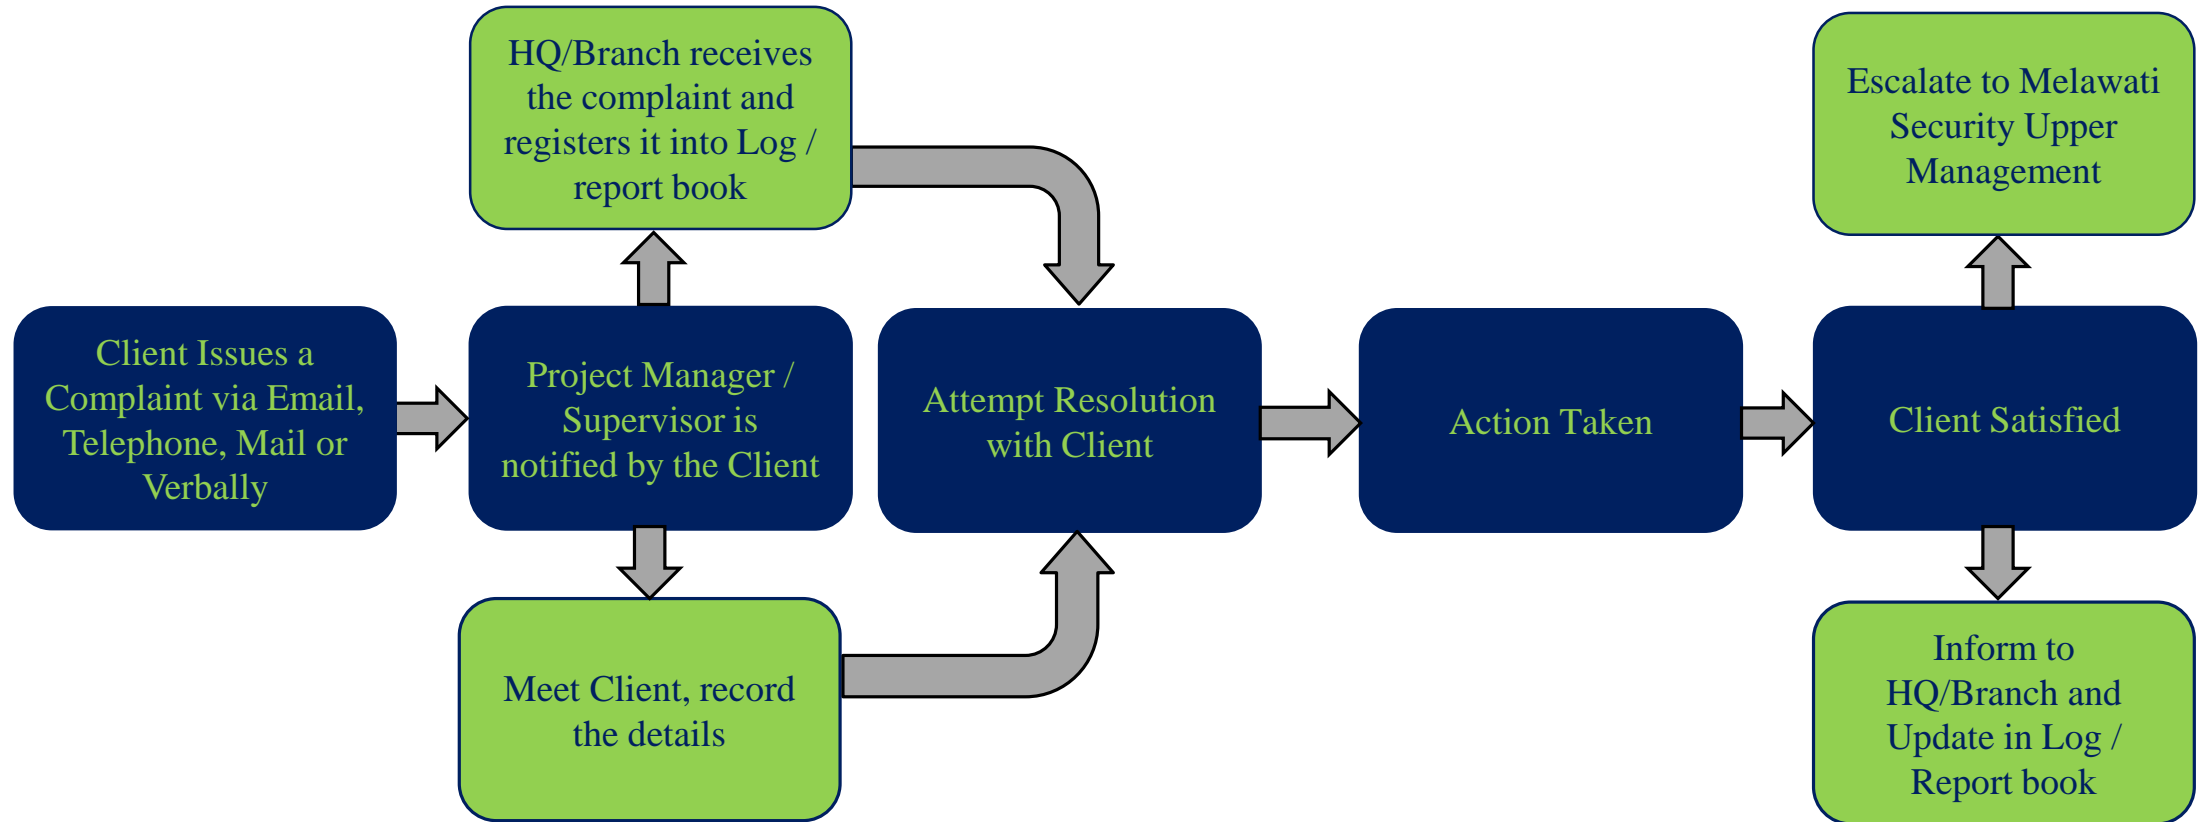 HQ/Branch receives
the complaint and
registers it into Log /
report book
Escalate to Melawati
Security Upper
Management
Client Issues a
Complaint via Email,
Telephone, Mail or
Verbally
Project Manager /
Supervisor is
notified by the Client
Attempt Resolution
with Client
Action Taken
Client Satisfied
Meet Client, record
the details
Inform to
HQ/Branch and
Update in Log /
Report book